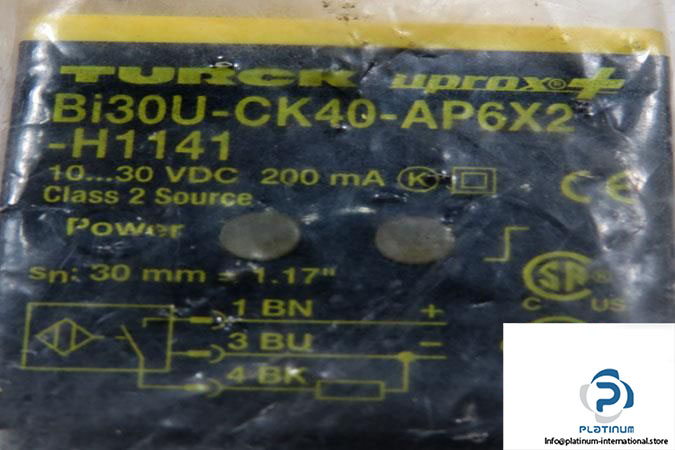 TURCK uprox®+
Bi30U-CK40-AP6X2
-H1141
10...30 VDC 200 mA K
CE
Class 2 Source
Power
sn: 30 mm = 1.17"
SP®
C US
1 BN +
3 BU −
4 BK
PLATINUM
Info@platinum-international.store